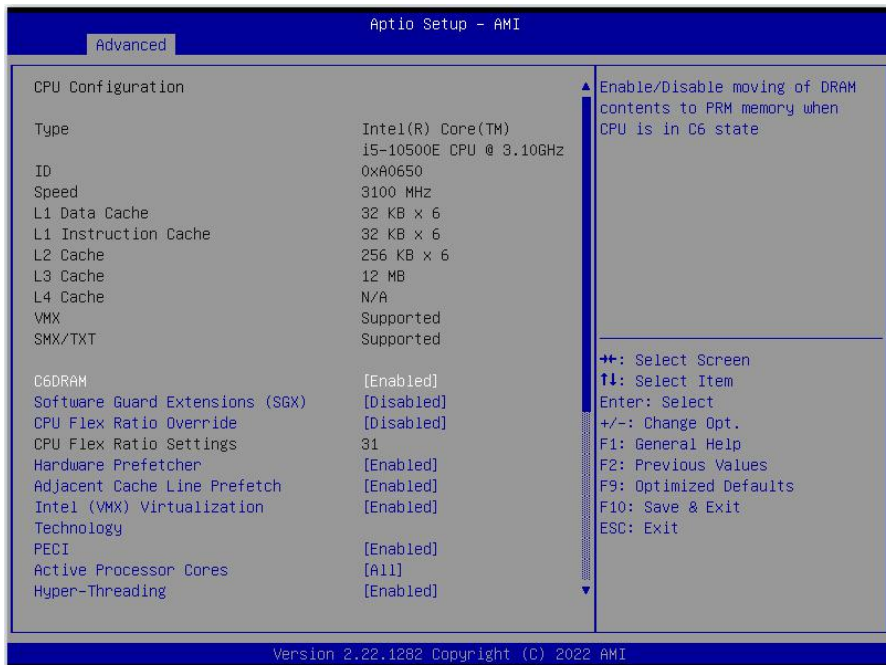 Aptio Setup – AMI
Advanced
CPU Configuration
Type Intel(R) Core(TM)
i5-10500E CPU @ 3.10GHz
ID 0xA0650
Speed 3100 MHz
L1 Data Cache 32 KB x 6
L1 Instruction Cache 32 KB x 6
L2 Cache 256 KB x 6
L3 Cache 12 MB
L4 Cache N/A
VMX Supported
SMX/TXT Supported
C6DRAM [Enabled]
Software Guard Extensions (SGX) [Disabled]
CPU Flex Ratio Override [Disabled]
CPU Flex Ratio Settings 31
Hardware Prefetcher [Enabled]
Adjacent Cache Line Prefetch [Enabled]
Intel (VMX) Virtualization [Enabled]
Technology
PECI [Enabled]
Active Processor Cores [All]
Hyper-Threading [Enabled]
Enable/Disable moving of DRAM
contents to PRM memory when
CPU is in C6 state
→←: Select Screen
↑↓: Select Item
Enter: Select
+/-: Change Opt.
F1: General Help
F2: Previous Values
F9: Optimized Defaults
F10: Save & Exit
ESC: Exit
Version 2.22.1282 Copyright (C) 2022 AMI